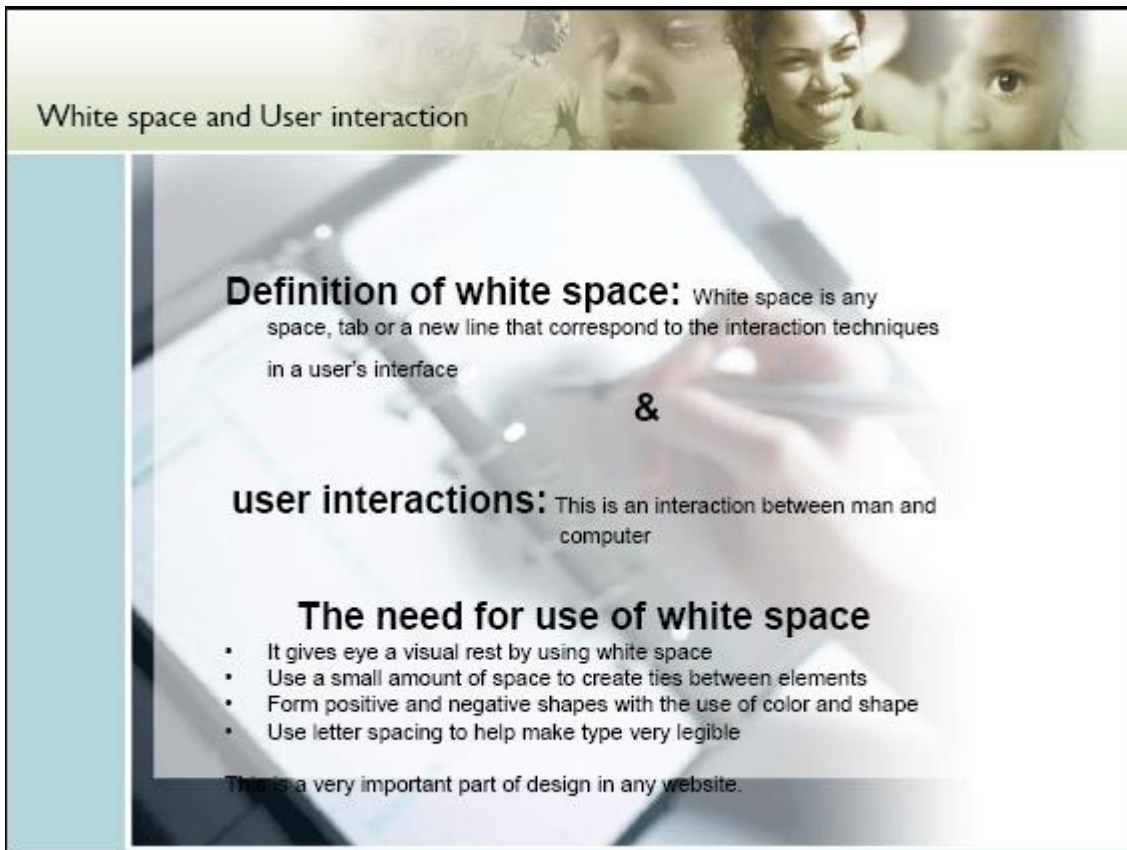 White space and User interaction
Definition of white space: White space is any
space, tab or a new line that correspond to the interaction techniques
in a user's interface
&
user interactions: This is an interaction between man and
computer
The need for use of white space
• It gives eye a visual rest by using white space
• Use a small amount of space to create ties between elements
• Form positive and negative shapes with the use of color and shape
• Use letter spacing to help make type very legible
This is a very important part of design in any website.